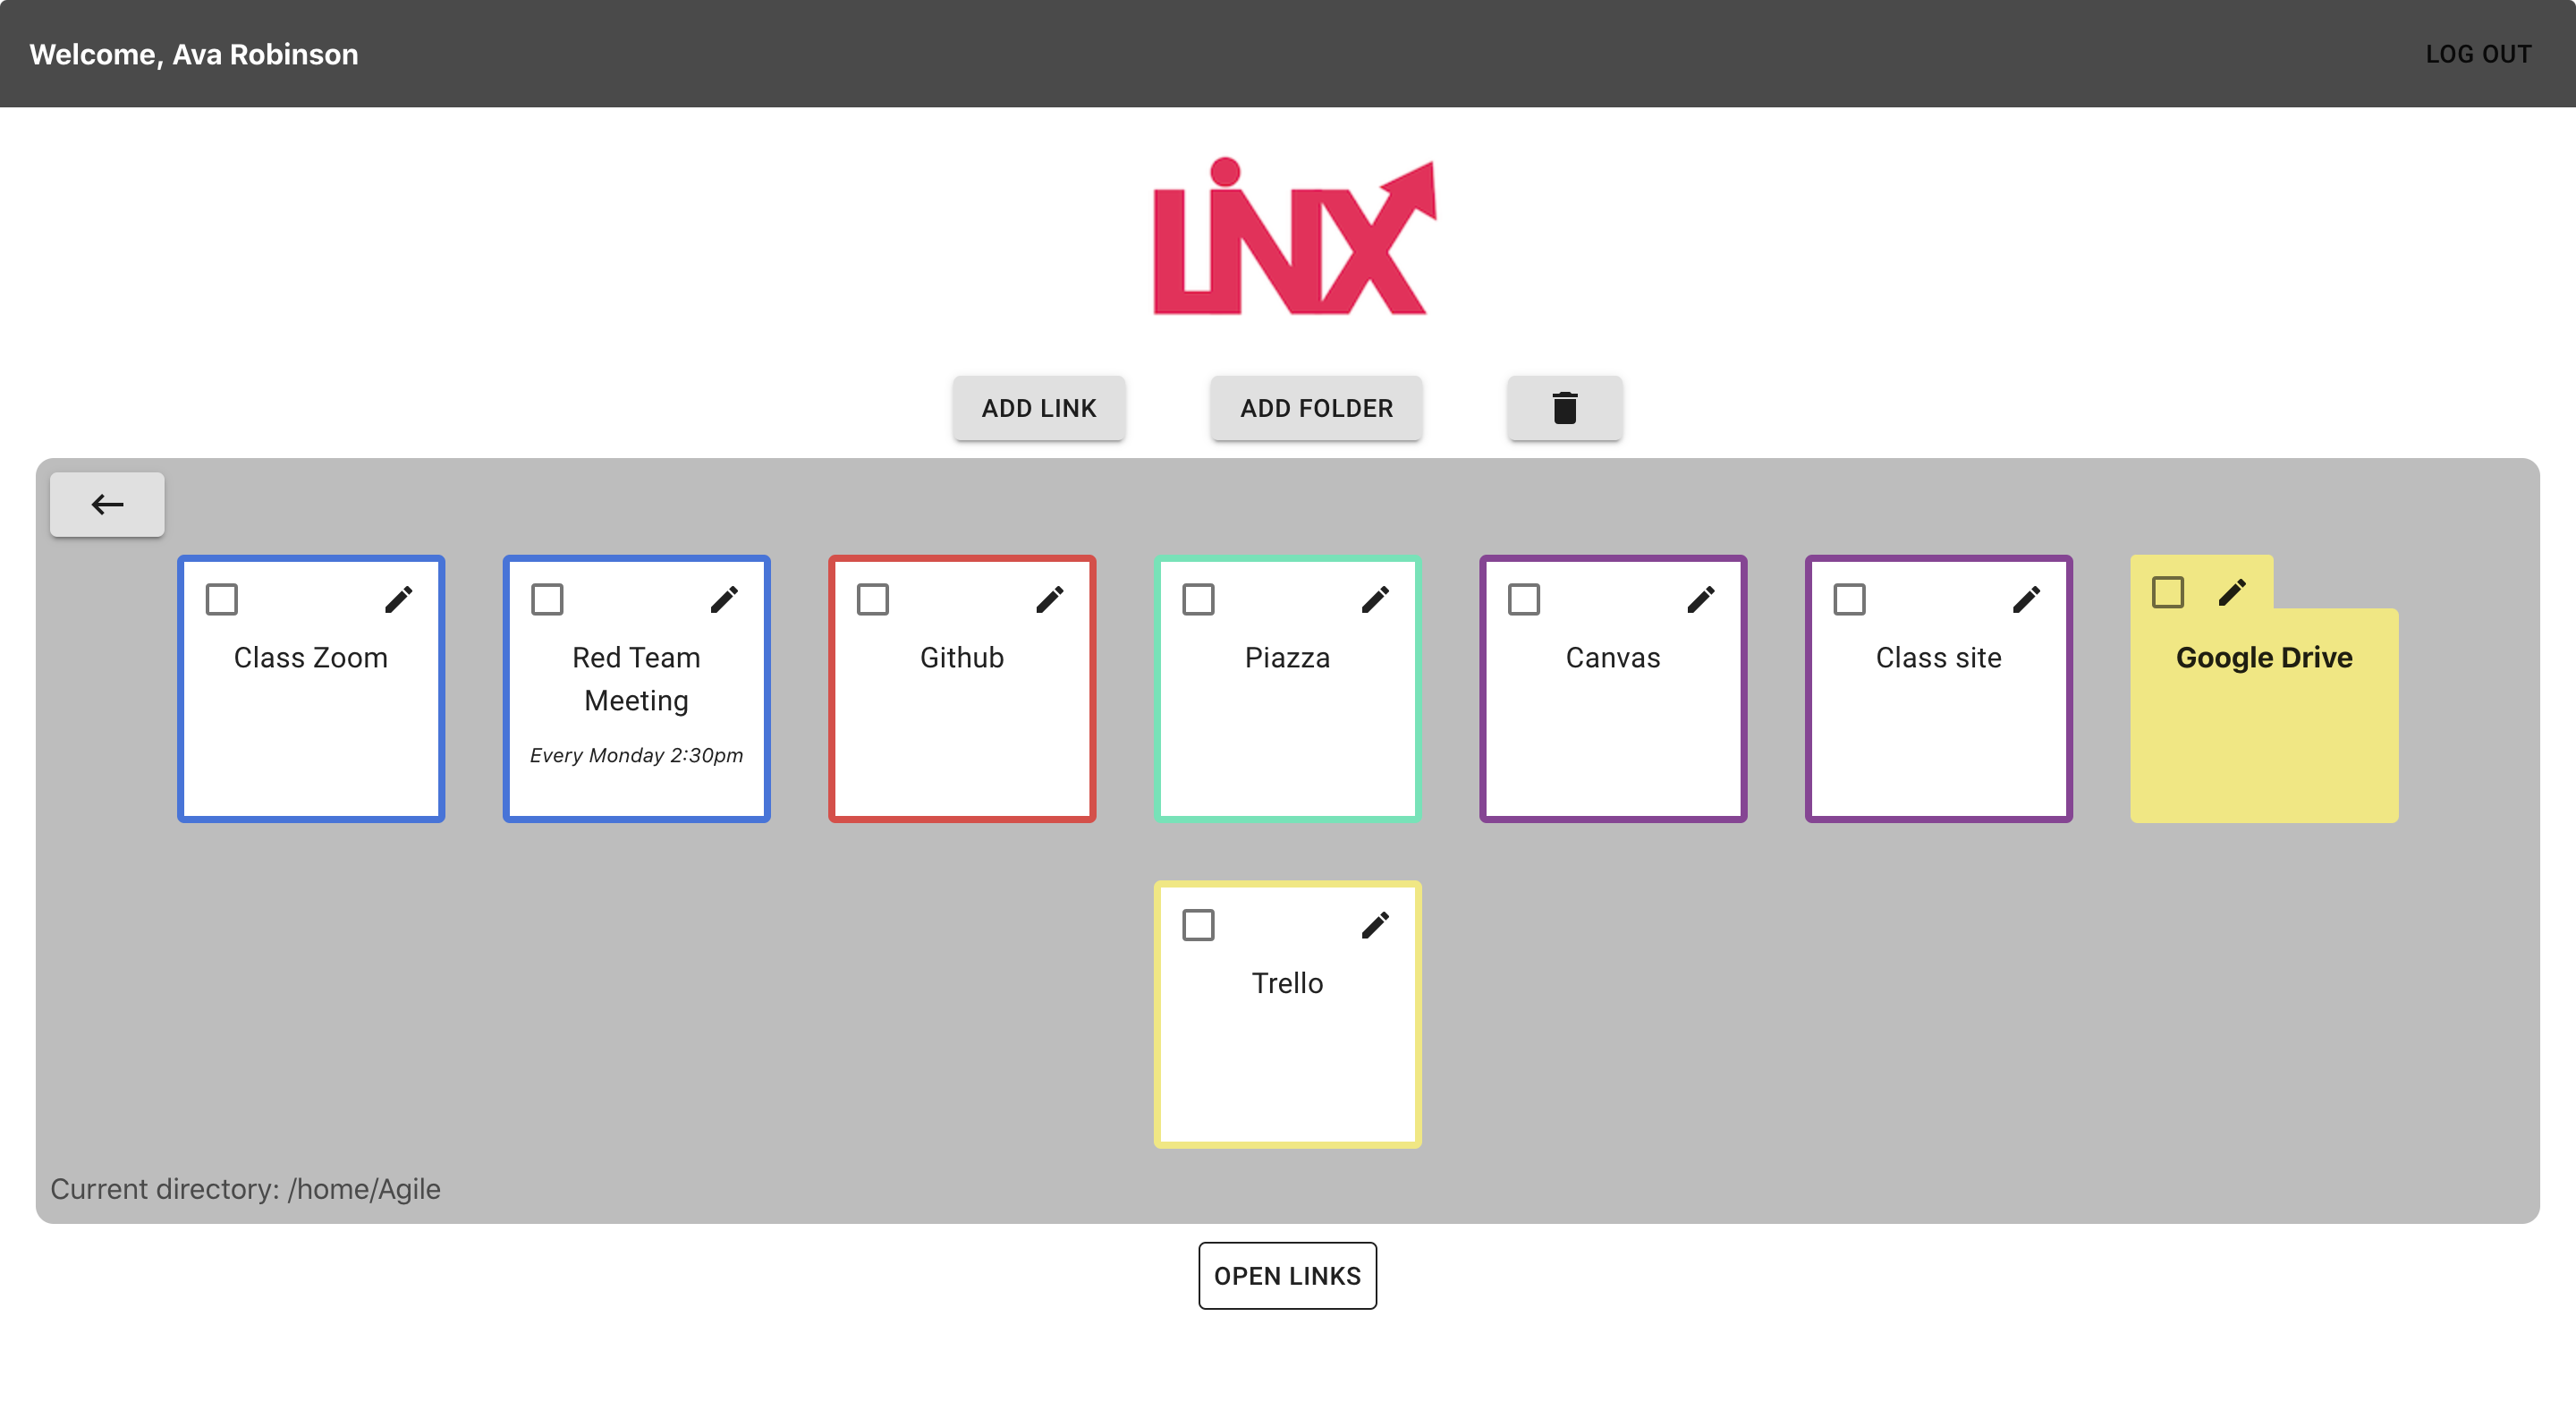 Welcome, Ava Robinson
LOG OUT
LiNX
ADD LINK
ADD FOLDER
Class Zoom
Red Team
Meeting
Every Monday 2:30pm
Github
Piazza
Canvas
Class site
Google Drive
Trello
Current directory: /home/Agile
OPEN LINKS